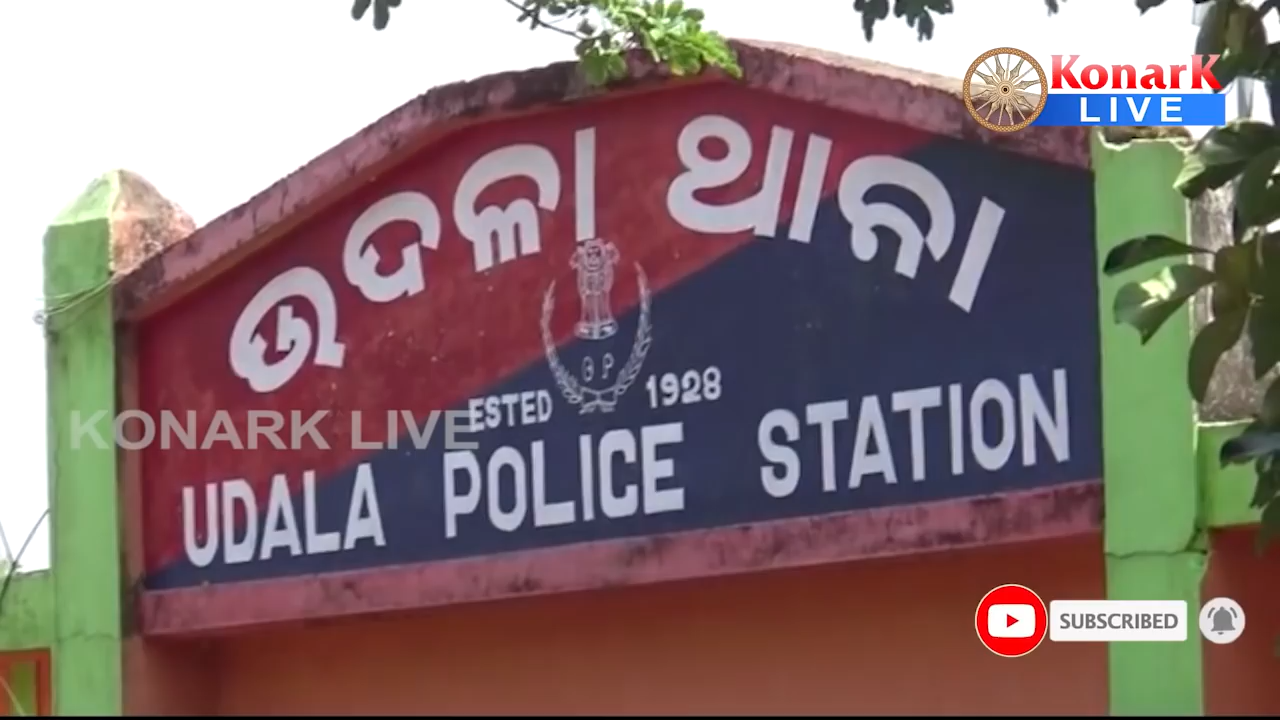 KonarK
LIVE
ଉଦଳା ଥାନା
O P
ESTED 1928
KONARK LIVE
UDALA POLICE STATION
SUBSCRIBED